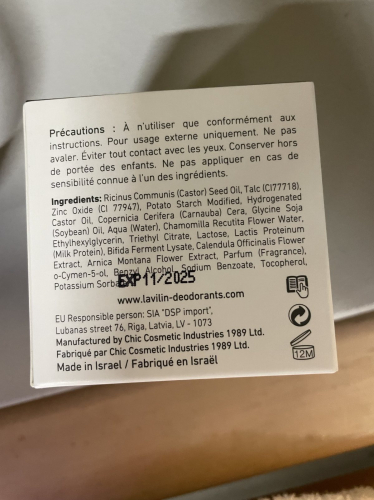 Précautions : À n'utiliser que conformément aux
instructions. Pour usage externe uniquement. Ne pas
avaler. Éviter tout contact avec les yeux. Conserver hors
de portée des enfants. Ne pas appliquer en cas de
sensibilité connue à l'un des ingrédients.
Ingredients: Ricinus Communis (Castor) Seed Oil, Talc (CI77718),
Zinc Oxide (CI 77947), Potato Starch Modified, Hydrogenated
Castor Oil, Copernicia Cerifera (Carnauba) Cera, Glycine Soja
(Soybean) Oil, Aqua (Water), Chamomilla Recutita Flower Water,
Ethylhexylglycerin, Triethyl Citrate, Lactose, Lactis Proteinum
(Milk Protein), Bifida Ferment Lysate, Calendula Officinalis Flower
Extract, Arnica Montana Flower Extract, Parfum (Fragrance),
o-Cymen-5-ol, Benzyl Alcohol, Sodium Benzoate, Tocopherol,
Potassium Sorba
EXP 11/2025
www.lavilin-deodorants.com
EU Responsible person: SIA "DSP import",
Lubanas street 76, Riga, Latvia, LV - 1073
Manufactured by Chic Cosmetic Industries 1989 Ltd.
Fabriqué par Chic Cosmetic Industries 1989 Ltd.
Made in Israel / Fabriqué en Israël
12M